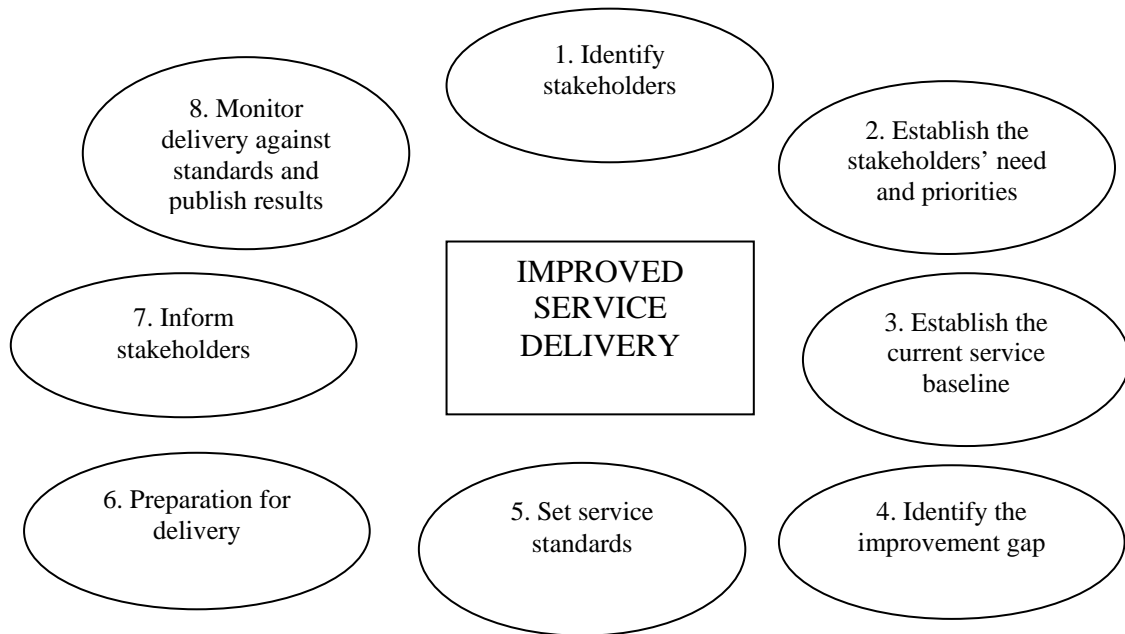 1. Identify
stakeholders
2. Establish the
stakeholders’ need
and priorities
3. Establish the
current service
baseline
4. Identify the
improvement gap
5. Set service
standards
6. Preparation for
delivery
7. Inform
stakeholders
8. Monitor
delivery against
standards and
publish results
IMPROVED
SERVICE
DELIVERY